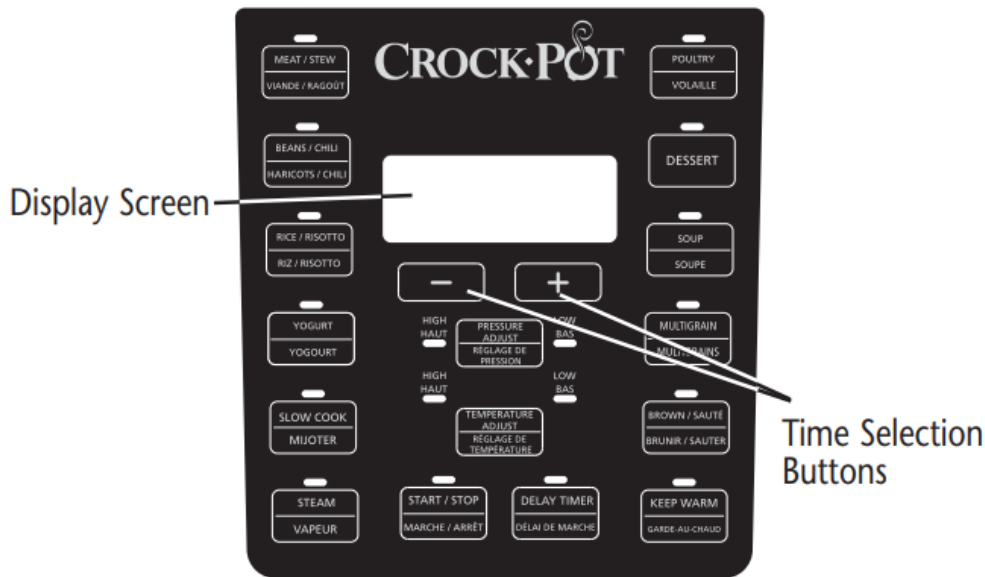 CROCK·POT
MEAT / STEW
VIANDE / RAGOÛT
POULTRY
VOLAILLE
BEANS / CHILI
HARICOTS / CHILI
DESSERT
Display Screen
RICE / RISOTTO
RIZ / RISOTTO
SOUP
SOUPE
−
+
YOGURT
YOGOURT
HIGH
HAUT
PRESSURE
ADJUST
RÉGLAGE DE
PRESSION
LOW
BAS
MULTIGRAIN
MULTIGRAINS
HIGH
HAUT
LOW
BAS
SLOW COOK
MIJOTER
TEMPERATURE
ADJUST
RÉGLAGE DE
TEMPÉRATURE
BROWN / SAUTÉ
BRUNIR / SAUTER
Time Selection
Buttons
STEAM
VAPEUR
START / STOP
MARCHE / ARRÊT
DELAY TIMER
DÉLAI DE MARCHE
KEEP WARM
GARDE-AU-CHAUD